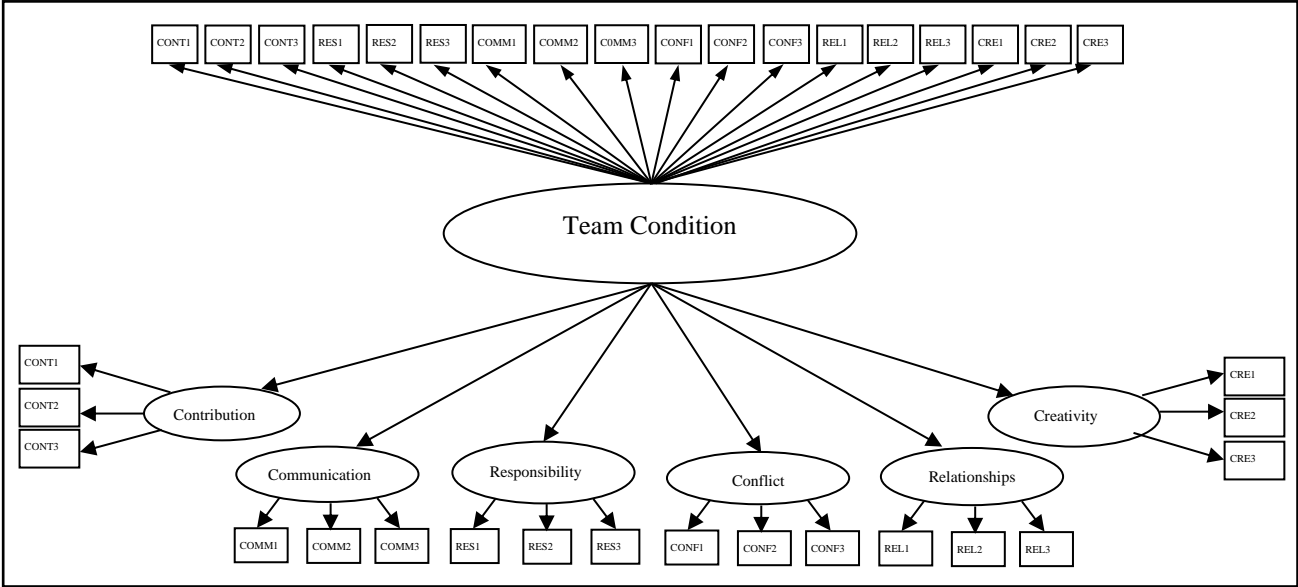 CONT1
CONT2
CONT3
RES1
RES2
RES3
COMM1
COMM2
C0MM3
CONF1
CONF2
CONF3
REL1
REL2
REL3
CRE1
CRE2
CRE3
Team Condition
CONT1
CONT2
CONT3
Contribution
Communication
Responsibility
Conflict
Relationships
Creativity
CRE1
CRE2
CRE3
COMM1
COMM2
COMM3
RES1
RES2
RES3
CONF1
CONF2
CONF3
REL1
REL2
REL3